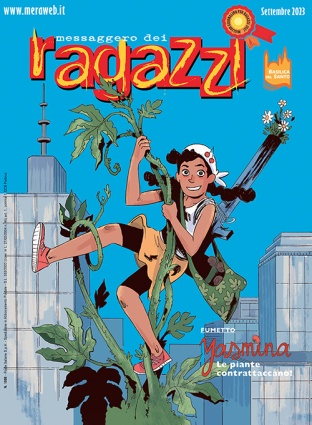 www.meraweb.it
Settembre 2023
messaggero dei
ragazzi
BASILICA
DEL SANTO
FUMETTO
Yasmina
Le piante
contrattaccano!